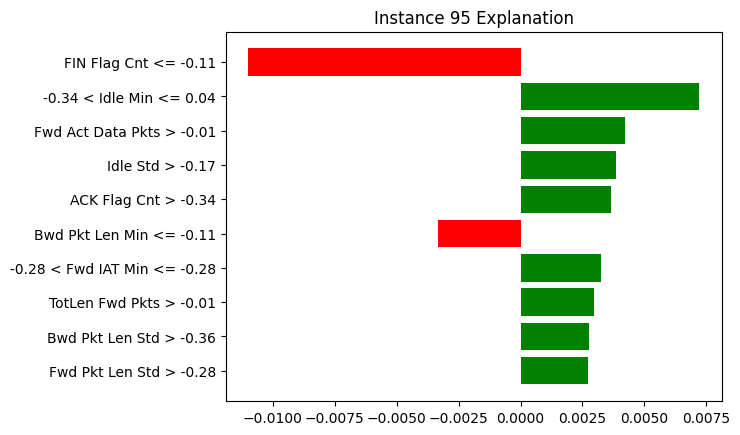 Instance 95 Explanation
FIN Flag Cnt <= -0.11
-0.34 < Idle Min <= 0.04
Fwd Act Data Pkts > -0.01
Idle Std > -0.17
ACK Flag Cnt > -0.34
Bwd Pkt Len Min <= -0.11
-0.28 < Fwd IAT Min <= -0.28
TotLen Fwd Pkts > -0.01
Bwd Pkt Len Std > -0.36
Fwd Pkt Len Std > -0.28
−0.0100 −0.0075 −0.0050 −0.0025 0.0000 0.0025 0.0050 0.0075